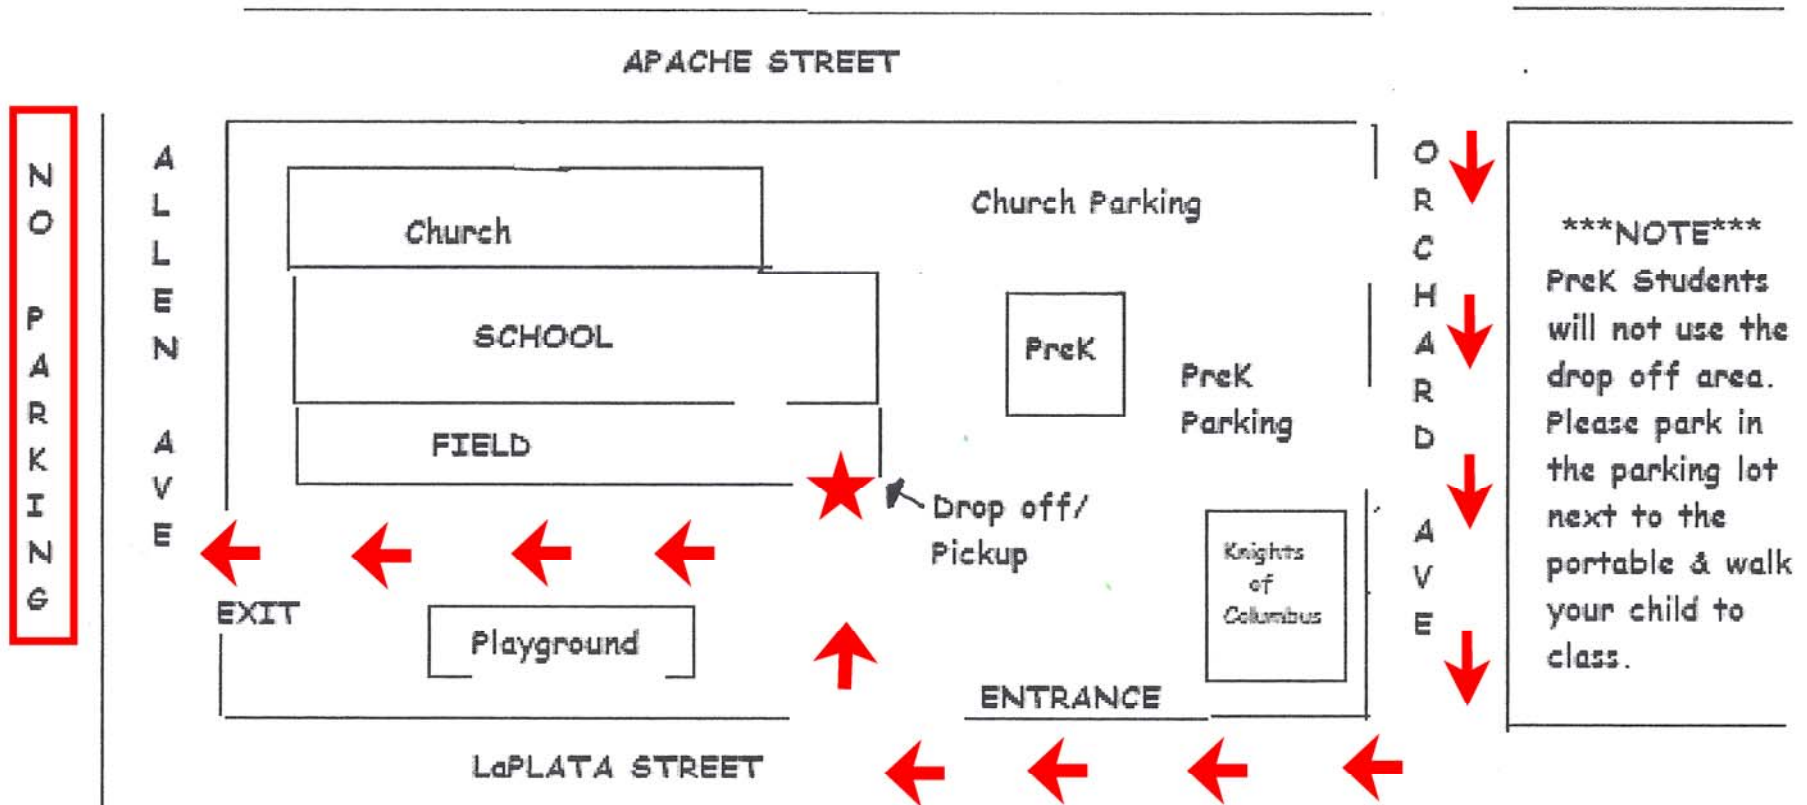 APACHE STREET
NO PARKING
ALLEN AVE
Church
Church Parking
SCHOOL
PreK
PreK
Parking
FIELD
Drop off/
Pickup
Knights
of
Columbus
EXIT
Playground
ENTRANCE
LaPLATA STREET
ORCHARD AVE
***NOTE***
PreK Students
will not use the
drop off area.
Please park in
the parking lot
next to the
portable & walk
your child to
class.